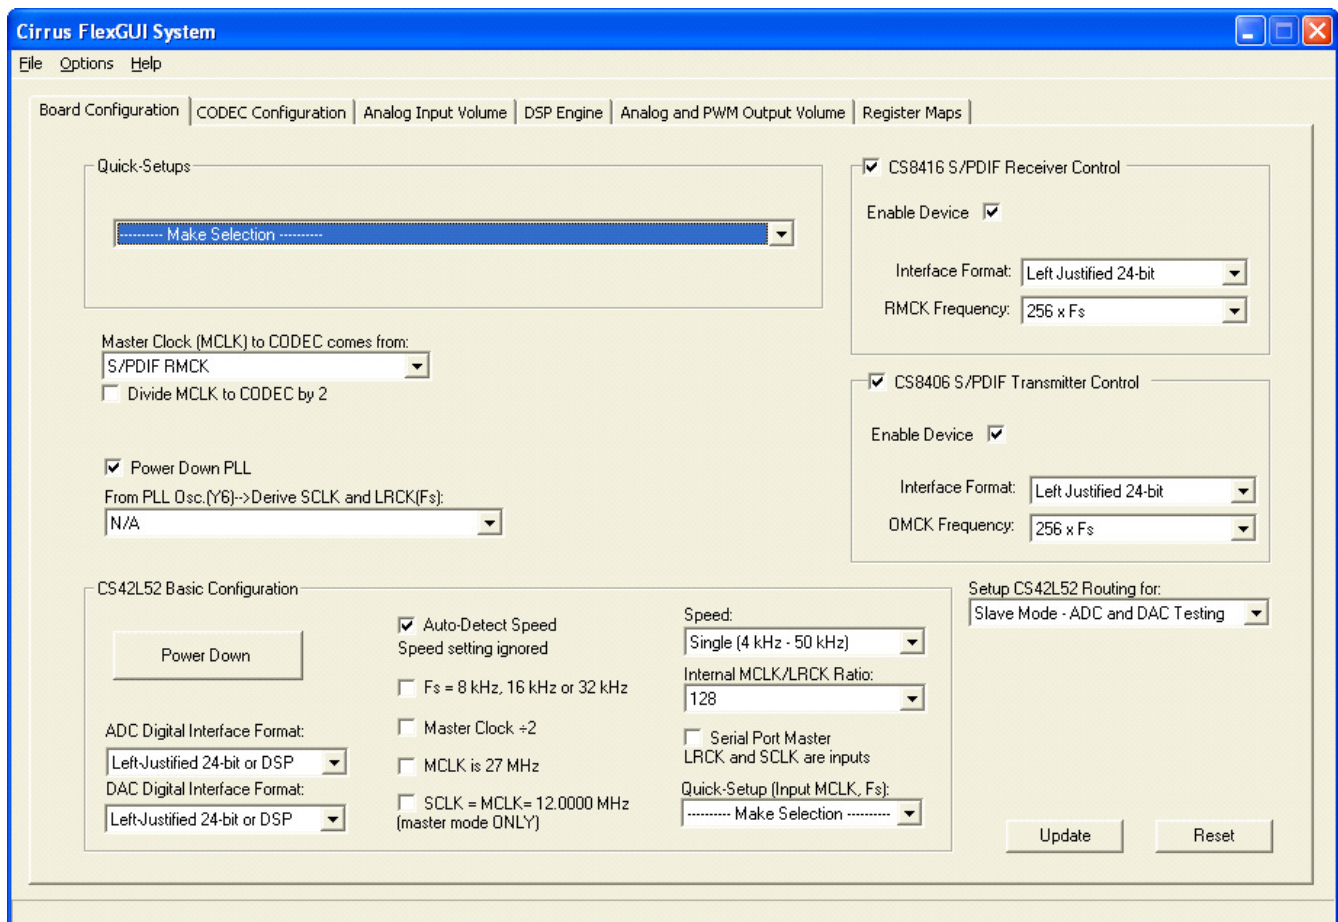 Cirrus FlexGUI System
File Options Help
Board Configuration CODEC Configuration Analog Input Volume DSP Engine Analog and PWM Output Volume Register Maps
Quick-Setups
---------- Make Selection ----------
Master Clock (MCLK) to CODEC comes from:
S/PDIF RMCK
Divide MCLK to CODEC by 2
Power Down PLL
From PLL Osc.(Y6)-->Derive SCLK and LRCK(Fs):
N/A
CS8416 S/PDIF Receiver Control
Enable Device
Interface Format: Left Justified 24-bit
RMCK Frequency: 256 x Fs
CS8406 S/PDIF Transmitter Control
Enable Device
Interface Format: Left Justified 24-bit
OMCK Frequency: 256 x Fs
CS42L52 Basic Configuration
Power Down
ADC Digital Interface Format:
Left-Justified 24-bit or DSP
DAC Digital Interface Format:
Left-Justified 24-bit or DSP
Auto-Detect Speed
Speed setting ignored
Fs = 8 kHz, 16 kHz or 32 kHz
Master Clock ÷2
MCLK is 27 MHz
SCLK = MCLK= 12.0000 MHz
(master mode ONLY)
Speed:
Single (4 kHz - 50 kHz)
Internal MCLK/LRCK Ratio:
128
Serial Port Master
LRCK and SCLK are inputs
Quick-Setup (Input MCLK, Fs):
---------- Make Selection ----------
Setup CS42L52 Routing for:
Slave Mode - ADC and DAC Testing
Update Reset